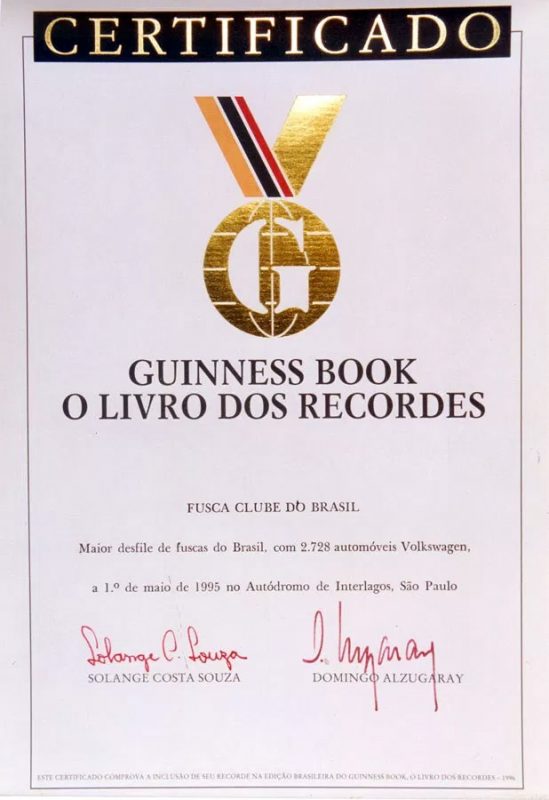 CERTIFICADO
G
GUINNESS BOOK
O LIVRO DOS RECORDES
FUSCA CLUBE DO BRASIL
Maior desfile de fuscas do Brasil, com 2.728 automóveis Volkswagen,
a 1.º de maio de 1995 no Autódromo de Interlagos, São Paulo
Solange C. Souza
SOLANGE COSTA SOUZA
DOMINGO ALZUGARAY
ESTE CERTIFICADO COMPROVA A INCLUSÃO DE SEU RECORDE NA EDIÇÃO BRASILEIRA DO GUINNESS BOOK, O LIVRO DOS RECORDES – 1996